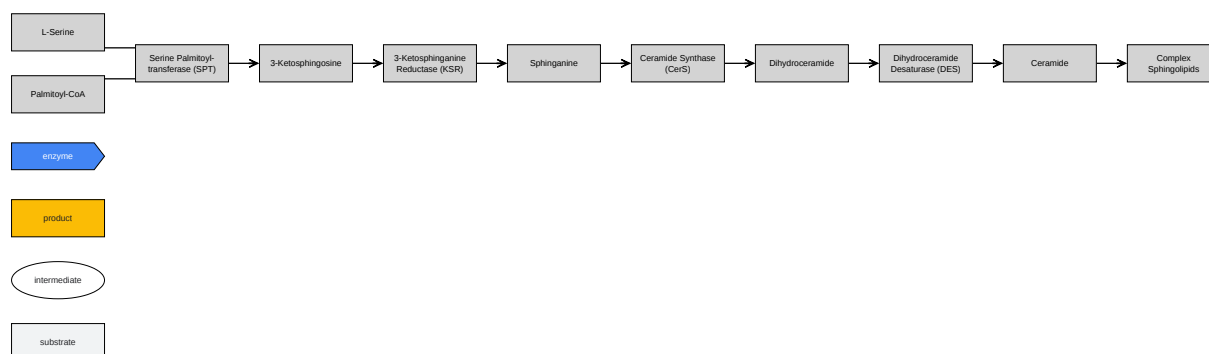 L-Serine
Palmitoyl-CoA
Serine Palmitoyl-
transferase (SPT)
3-Ketosphingosine
3-Ketosphinganine
Reductase (KSR)
Sphinganine
Ceramide Synthase
(CerS)
Dihydroceramide
Dihydroceramide
Desaturase (DES)
Ceramide
Complex
Sphingolipids
enzyme
product
intermediate
substrate